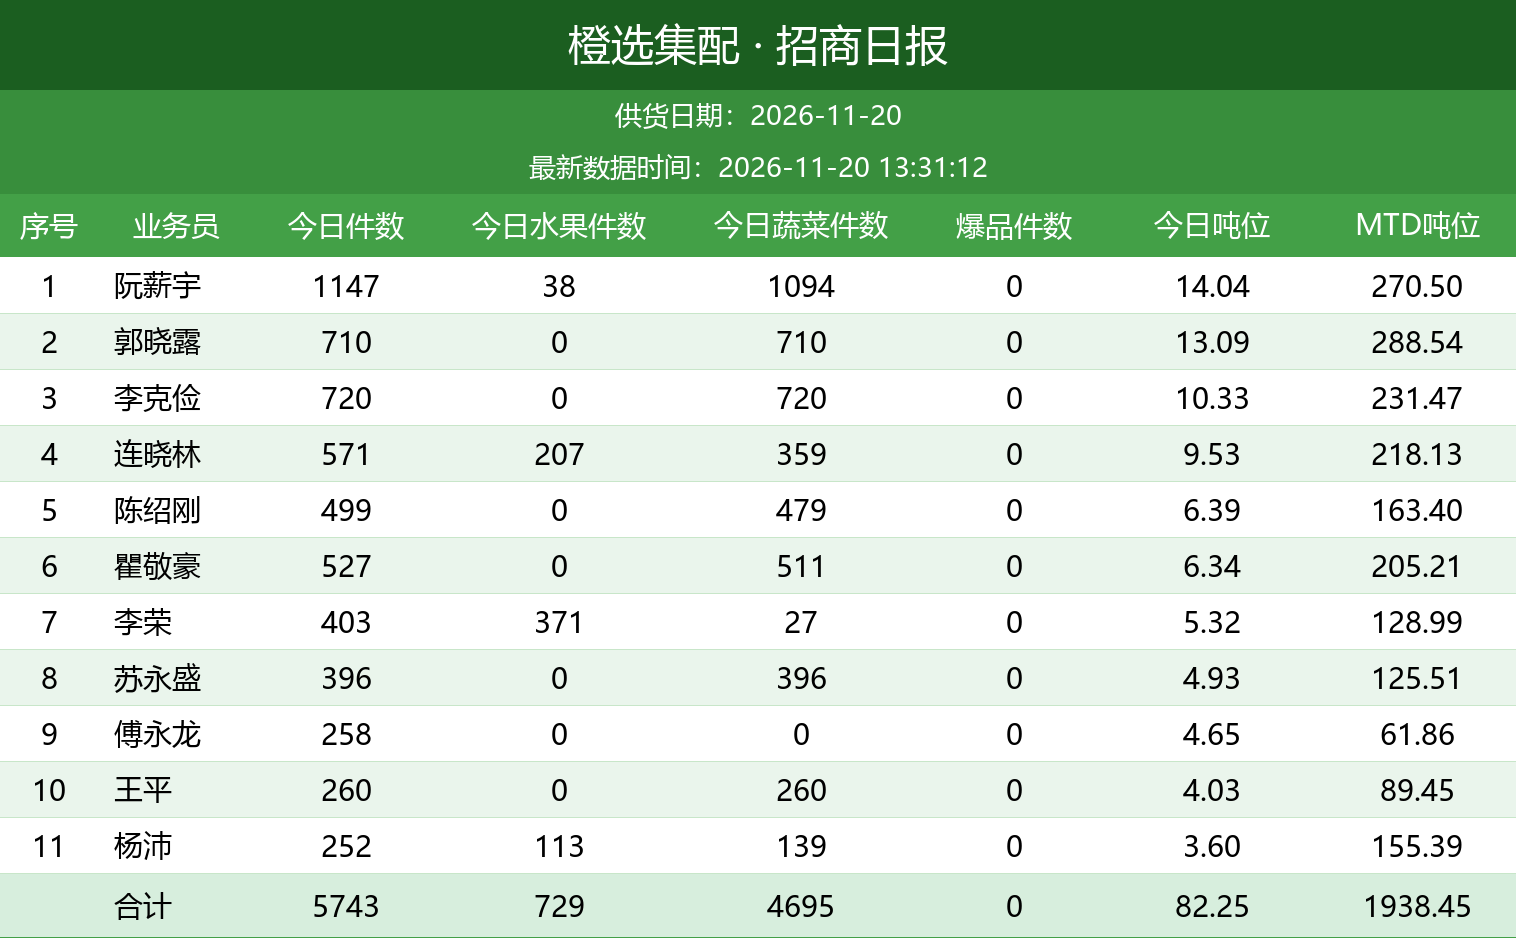 橙选集配 · 招商日报
供货日期：2026-11-20
最新数据时间：2026-11-20 13:31:12
序号 业务员 今日件数 今日水果件数 今日蔬菜件数 爆品件数 今日吨位 MTD吨位
1 阮薪宇 1147 38 1094 0 14.04 270.50
2 郭晓露 710 0 710 0 13.09 288.54
3 李克俭 720 0 720 0 10.33 231.47
4 连晓林 571 207 359 0 9.53 218.13
5 陈绍刚 499 0 479 0 6.39 163.40
6 瞿敬豪 527 0 511 0 6.34 205.21
7 李荣 403 371 27 0 5.32 128.99
8 苏永盛 396 0 396 0 4.93 125.51
9 傅永龙 258 0 0 0 4.65 61.86
10 王平 260 0 260 0 4.03 89.45
11 杨沛 252 113 139 0 3.60 155.39
合计 5743 729 4695 0 82.25 1938.45